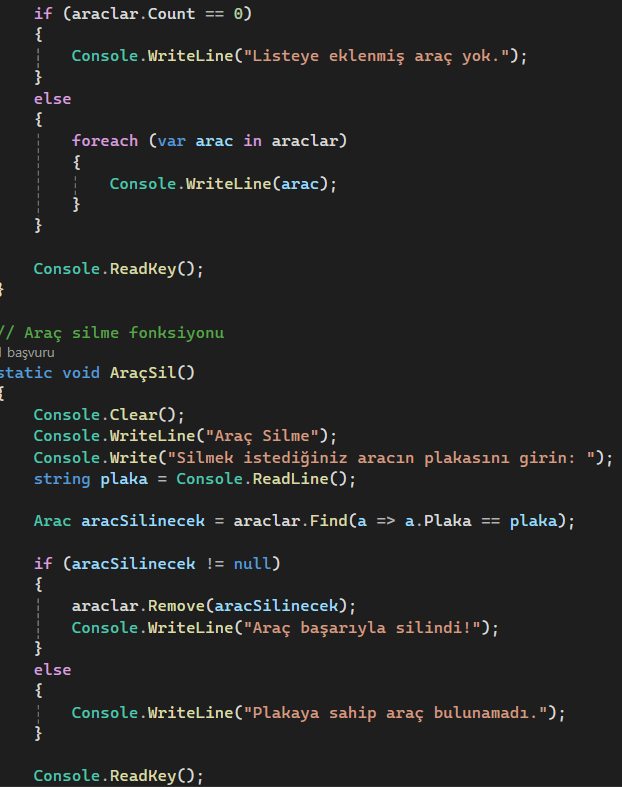 if (araclar.Count == 0)
{
Console.WriteLine("Listeye eklenmiş araç yok.");
}
else
{
foreach (var arac in araclar)
{
Console.WriteLine(arac);
}
}
Console.ReadKey();
}
// Araç silme fonksiyonu
başvuru
static void AraçSil()
{
Console.Clear();
Console.WriteLine("Araç Silme");
Console.Write("Silmek istediğiniz aracın plakasını girin: ");
string plaka = Console.ReadLine();
Arac aracSilinecek = araclar.Find(a => a.Plaka == plaka);
if (aracSilinecek != null)
{
araclar.Remove(aracSilinecek);
Console.WriteLine("Araç başarıyla silindi!");
}
else
{
Console.WriteLine("Plakaya sahip araç bulunamadı.");
}
Console.ReadKey();